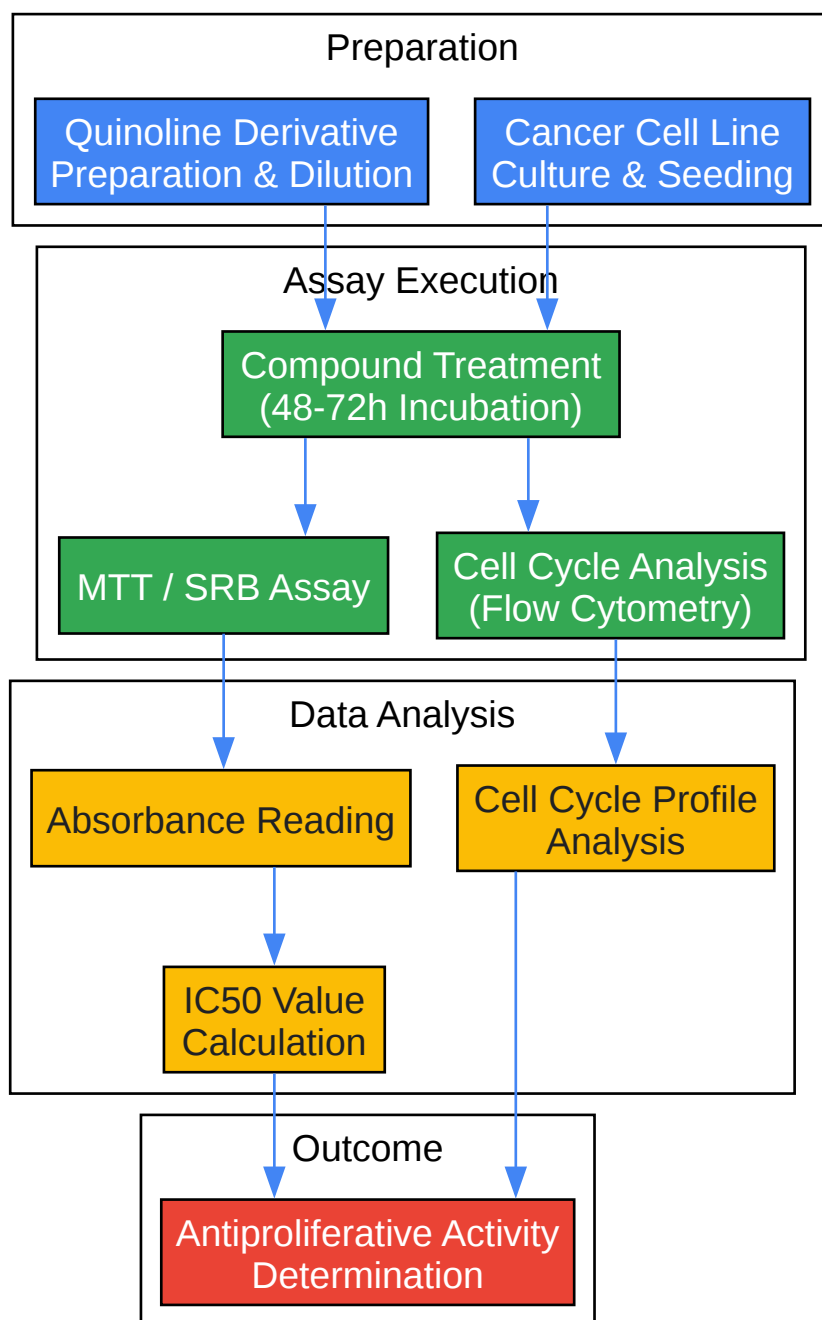 Preparation
Quinoline Derivative
Preparation & Dilution
Cancer Cell Line
Culture & Seeding
Assay Execution
Compound Treatment
(48-72h Incubation)
MTT / SRB Assay
Cell Cycle Analysis
(Flow Cytometry)
Data Analysis
Absorbance Reading
Cell Cycle Profile
Analysis
IC50 Value
Calculation
Outcome
Antiproliferative Activity
Determination